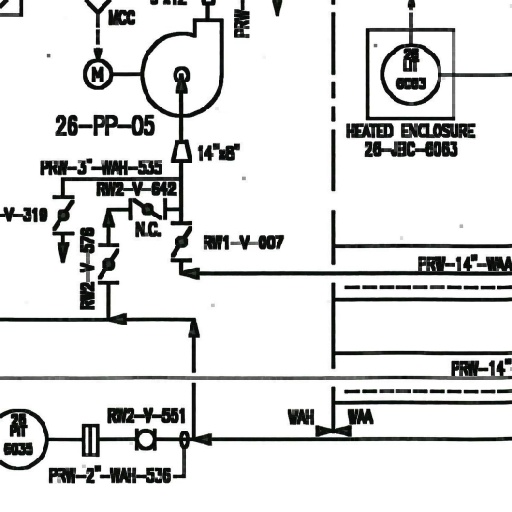 MCC
PRW-
M
26-PP-05
26
LIT
6063
HEATED ENCLOSURE
26-JBC-6063
14"x8"
PRW-3"-WAH-535
RW2-V-642
-V-319
N.C.
RW2-V-576
RW1-V-007
PRW-14"-WAA
PRW-14"
RW2-V-551
WAH
WAA
PIT
6035
PRW-2"-WAH-536